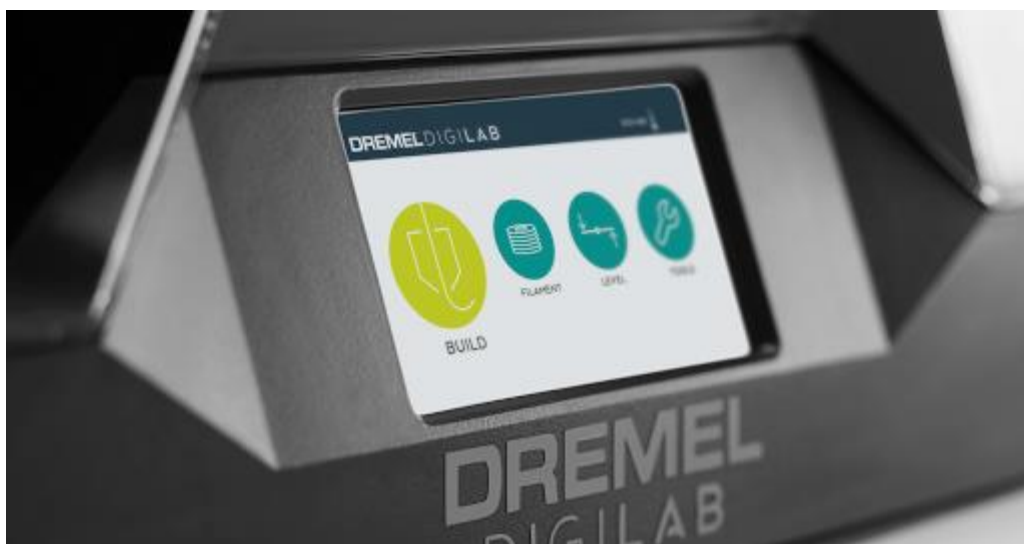 DREMEL DIGILAB
BUILD
FILAMENT
LEVEL
TOOLS
DREMEL
DIGILAB